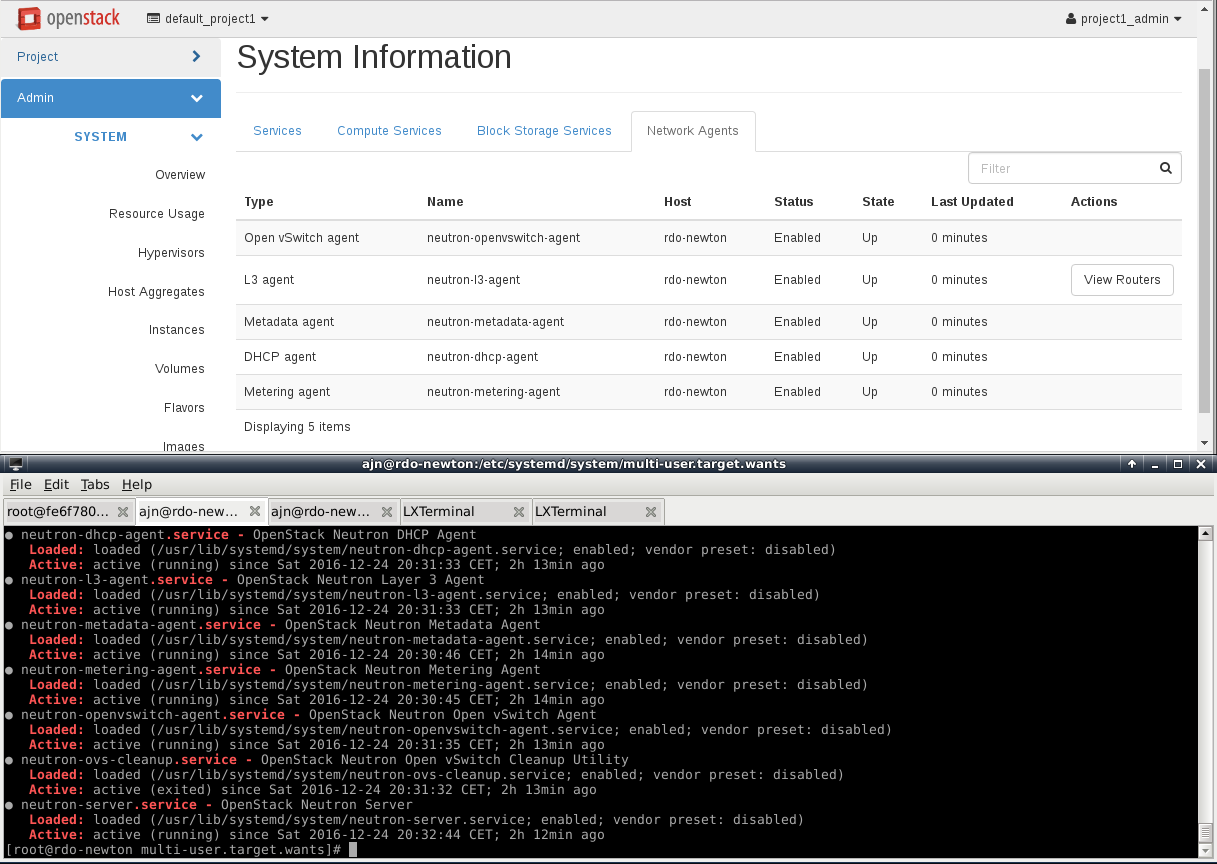 openstack default_project1 project1_admin
Project
Admin
SYSTEM
Overview
Resource Usage
Hypervisors
Host Aggregates
Instances
Volumes
Flavors
Images
System Information
Services Compute Services Block Storage Services Network Agents
Filter
Type Name Host Status State Last Updated Actions
Open vSwitch agent neutron-openvswitch-agent rdo-newton Enabled Up 0 minutes
L3 agent neutron-l3-agent rdo-newton Enabled Up 0 minutes View Routers
Metadata agent neutron-metadata-agent rdo-newton Enabled Up 0 minutes
DHCP agent neutron-dhcp-agent rdo-newton Enabled Up 0 minutes
Metering agent neutron-metering-agent rdo-newton Enabled Up 0 minutes
Displaying 5 items
ajn@rdo-newton:/etc/systemd/system/multi-user.target.wants
File Edit Tabs Help
root@fe6f780... ajn@rdo-new... ajn@rdo-new... LXTerminal LXTerminal
● neutron-dhcp-agent.service - OpenStack Neutron DHCP Agent
Loaded: loaded (/usr/lib/systemd/system/neutron-dhcp-agent.service; enabled; vendor preset: disabled)
Active: active (running) since Sat 2016-12-24 20:31:33 CET; 2h 13min ago
● neutron-l3-agent.service - OpenStack Neutron Layer 3 Agent
Loaded: loaded (/usr/lib/systemd/system/neutron-l3-agent.service; enabled; vendor preset: disabled)
Active: active (running) since Sat 2016-12-24 20:31:33 CET; 2h 13min ago
● neutron-metadata-agent.service - OpenStack Neutron Metadata Agent
Loaded: loaded (/usr/lib/systemd/system/neutron-metadata-agent.service; enabled; vendor preset: disabled)
Active: active (running) since Sat 2016-12-24 20:30:46 CET; 2h 14min ago
● neutron-metering-agent.service - OpenStack Neutron Metering Agent
Loaded: loaded (/usr/lib/systemd/system/neutron-metering-agent.service; enabled; vendor preset: disabled)
Active: active (running) since Sat 2016-12-24 20:30:45 CET; 2h 14min ago
● neutron-openvswitch-agent.service - OpenStack Neutron Open vSwitch Agent
Loaded: loaded (/usr/lib/systemd/system/neutron-openvswitch-agent.service; enabled; vendor preset: disabled)
Active: active (running) since Sat 2016-12-24 20:31:35 CET; 2h 13min ago
● neutron-ovs-cleanup.service - OpenStack Neutron Open vSwitch Cleanup Utility
Loaded: loaded (/usr/lib/systemd/system/neutron-ovs-cleanup.service; enabled; vendor preset: disabled)
Active: active (exited) since Sat 2016-12-24 20:31:32 CET; 2h 13min ago
● neutron-server.service - OpenStack Neutron Server
Loaded: loaded (/usr/lib/systemd/system/neutron-server.service; enabled; vendor preset: disabled)
Active: active (running) since Sat 2016-12-24 20:32:44 CET; 2h 12min ago
[root@rdo-newton multi-user.target.wants]#